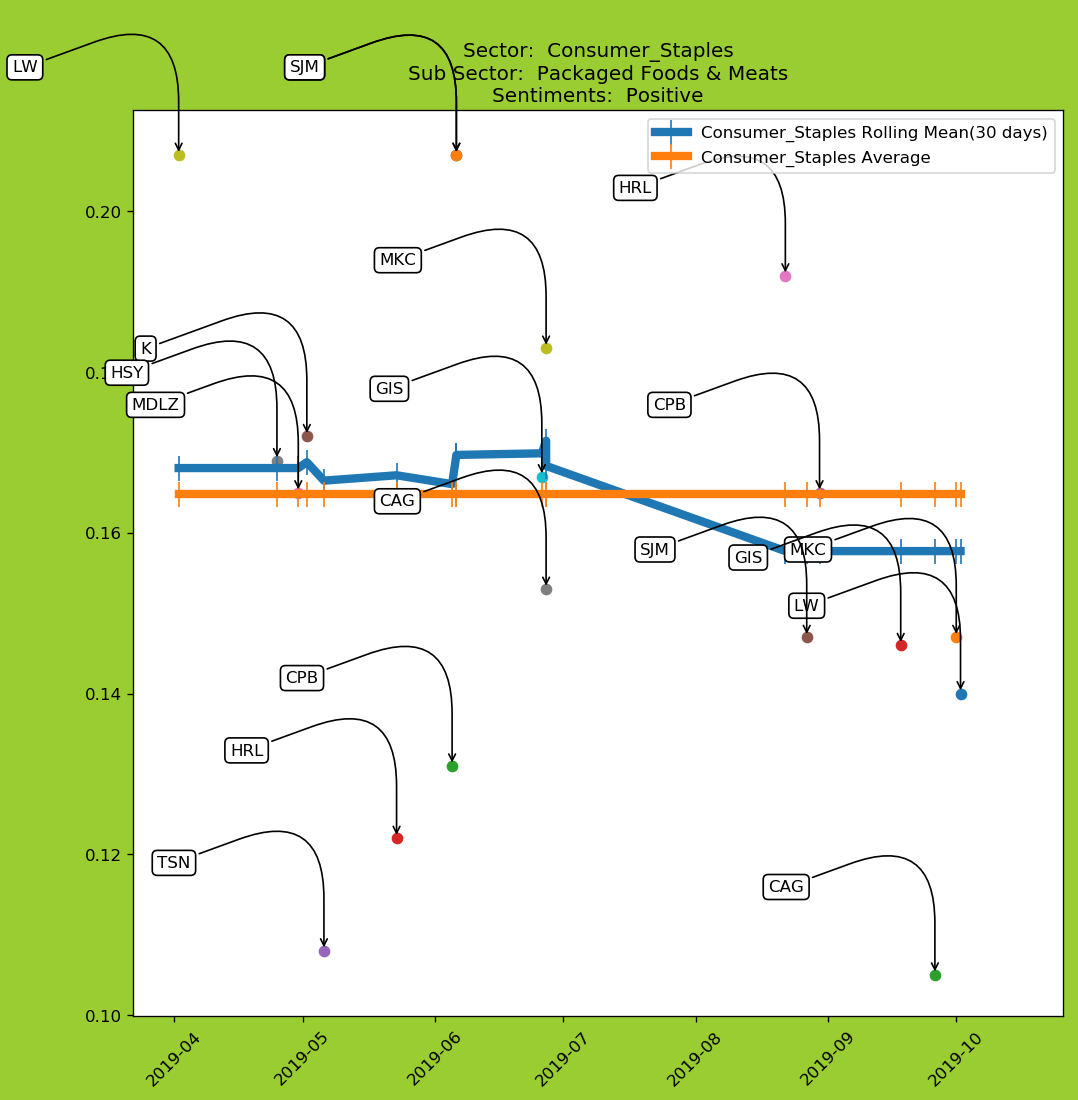 LW
SJM
Sector:  Consumer_Staples
Sub Sector:  Packaged Foods & Meats
Sentiments:  Positive
Consumer_Staples Rolling Mean(30 days)
Consumer_Staples Average
HRL
0.20
MKC
K
HSY
GIS
MDLZ
CPB
CAG
0.16
SJM
GIS
MKC
LW
CPB
0.14
HRL
TSN
0.12
CAG
0.10
2019-04
2019-05
2019-06
2019-07
2019-08
2019-09
2019-10